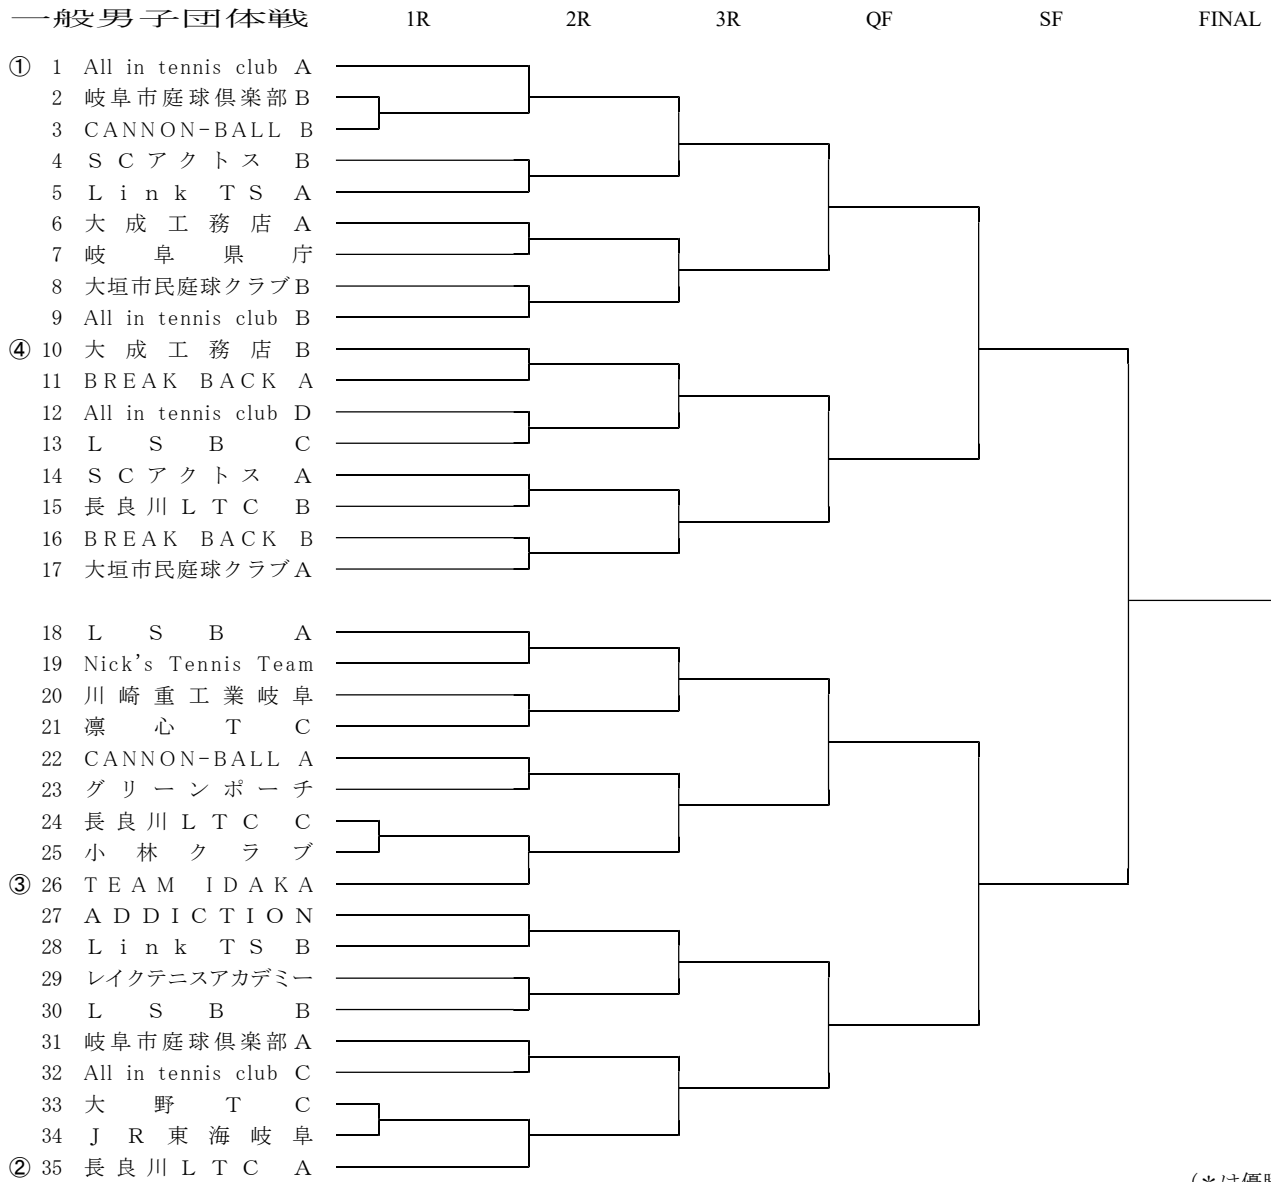 一般男子団体戦 1R 2R 3R QF SF FINAL
① 1 All in tennis club A
2 岐阜市庭球倶楽部B
3 CANNON-BALL B
4 SCアクトス B
5 Link TS A
6 大成工務店 A
7 岐阜県庁
8 大垣市民庭球クラブB
9 All in tennis club B
④ 10 大成工務店 B
11 BREAK BACK A
12 All in tennis club D
13 LSB C
14 SCアクトス A
15 長良川LTC B
16 BREAK BACK B
17 大垣市民庭球クラブA
18 LSB A
19 Nick's Tennis Team
20 川崎重工業岐阜
21 凛心TC
22 CANNON-BALL A
23 グリーンポーチ
24 長良川LTC C
25 小林クラブ
③ 26 TEAM IDAKA
27 ADDICTION
28 Link TS B
29 レイクテニスアカデミー
30 LSB B
31 岐阜市庭球倶楽部A
32 All in tennis club C
33 大野TC
34 JR東海岐阜
② 35 長良川LTC A